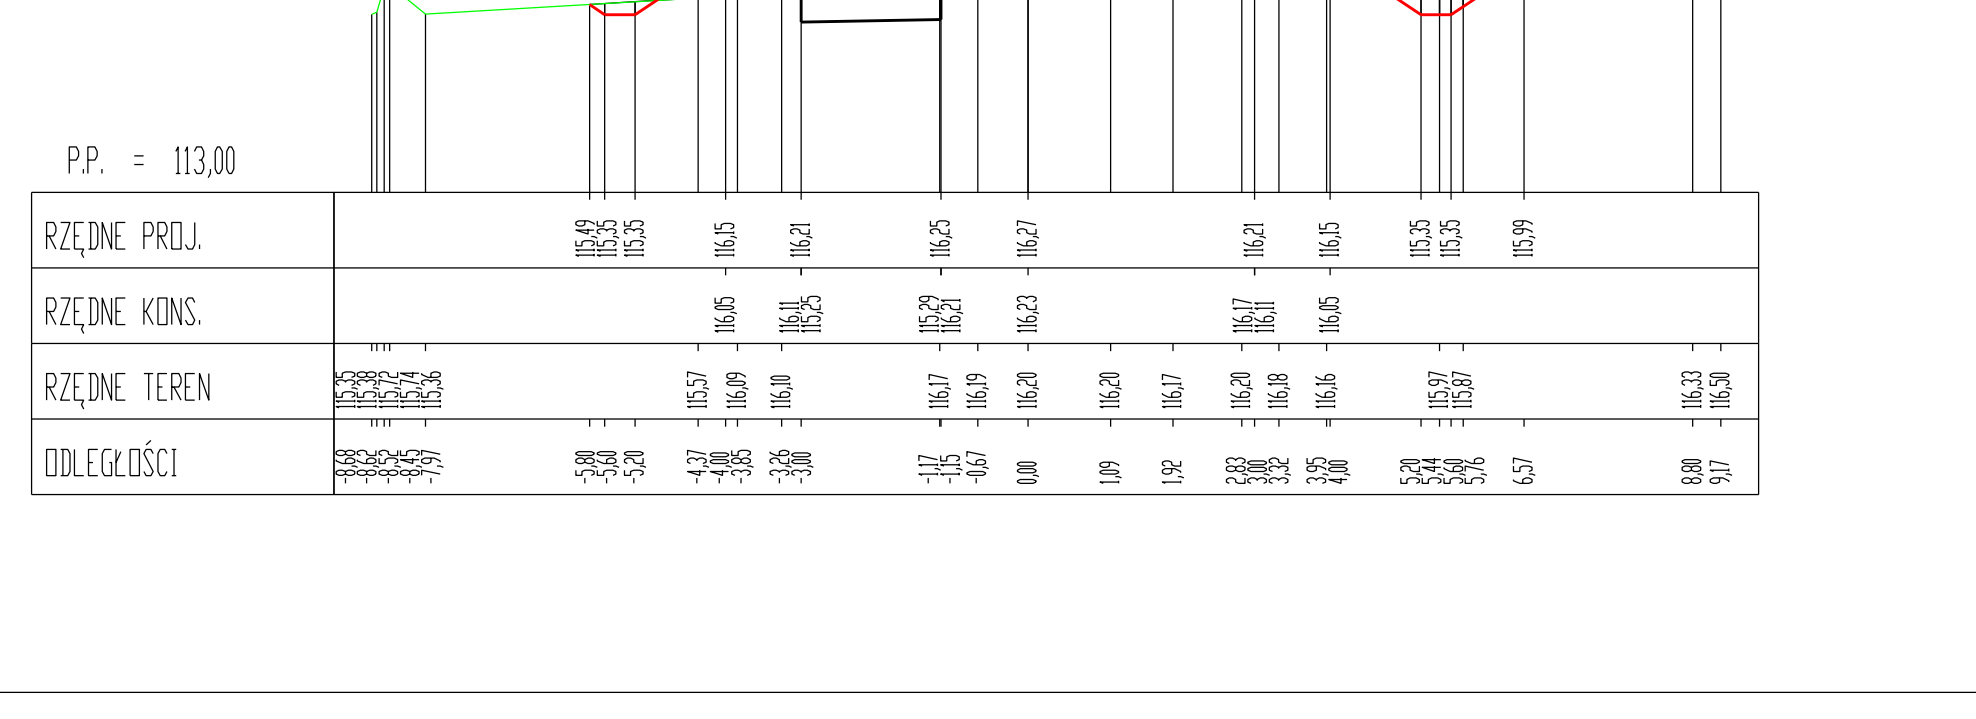 P.P. = 113,00
RZĘDNE PROJ. 115,49 115,35 115,35 116,15 116,21 116,25 116,27 116,21 116,15 115,35 115,35 115,99
RZĘDNE KONS. 116,05 116,11 115,25 115,29 116,21 116,23 116,17 116,11 116,05
RZĘDNE TEREN 115,35 115,38 115,72 115,74 115,36 115,57 116,09 116,10 116,17 116,19 116,20 116,20 116,17 116,20 116,18 116,16 115,97 115,87 116,33 116,50
ODLEGŁOŚCI -8,68 -8,62 -8,52 -8,45 -7,97 -5,80 -5,60 -5,20 -4,37 -4,00 -3,85 -3,26 -3,00 -1,17 -1,15 -0,67 0,00 1,09 1,92 2,83 3,00 3,32 3,95 4,00 5,20 5,44 5,60 5,76 6,57 8,80 9,17